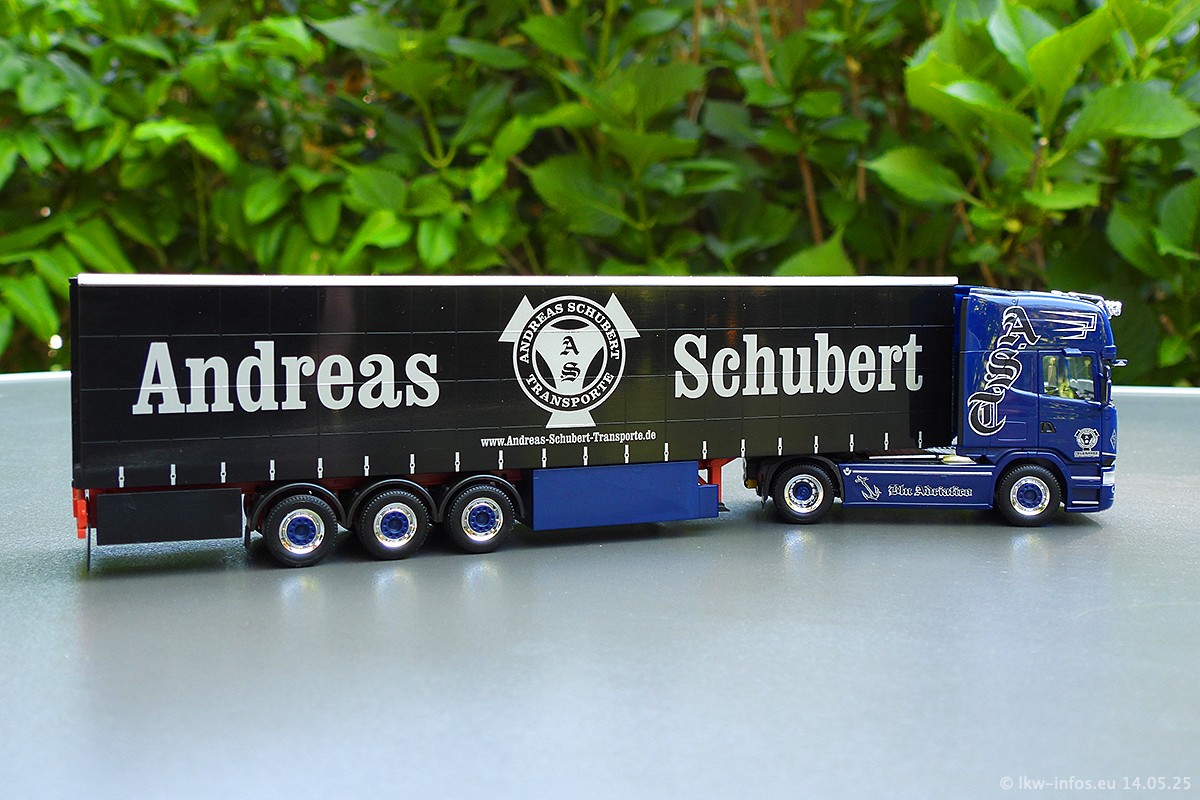 Andreas
ANDREAS SCHUBERT
AS
TRANSPORTE
Schubert
www.Andreas-Schubert-Transporte.de
AST
Blu Adriatico
© lkw-infos.eu 14.05.25